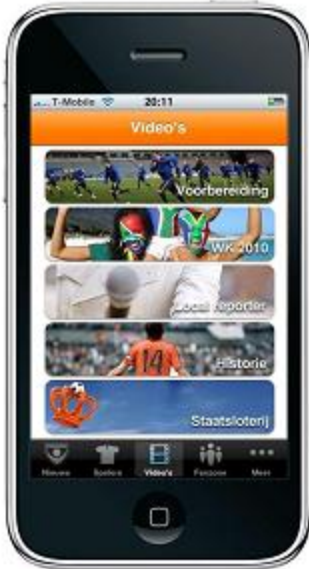 T-Mobile 20:11
Video's
Voorbereiding
WK 2010
Local reporter
14
Historie
Staatsloterij
Nieuws Spelers Video's Fanzone Meer